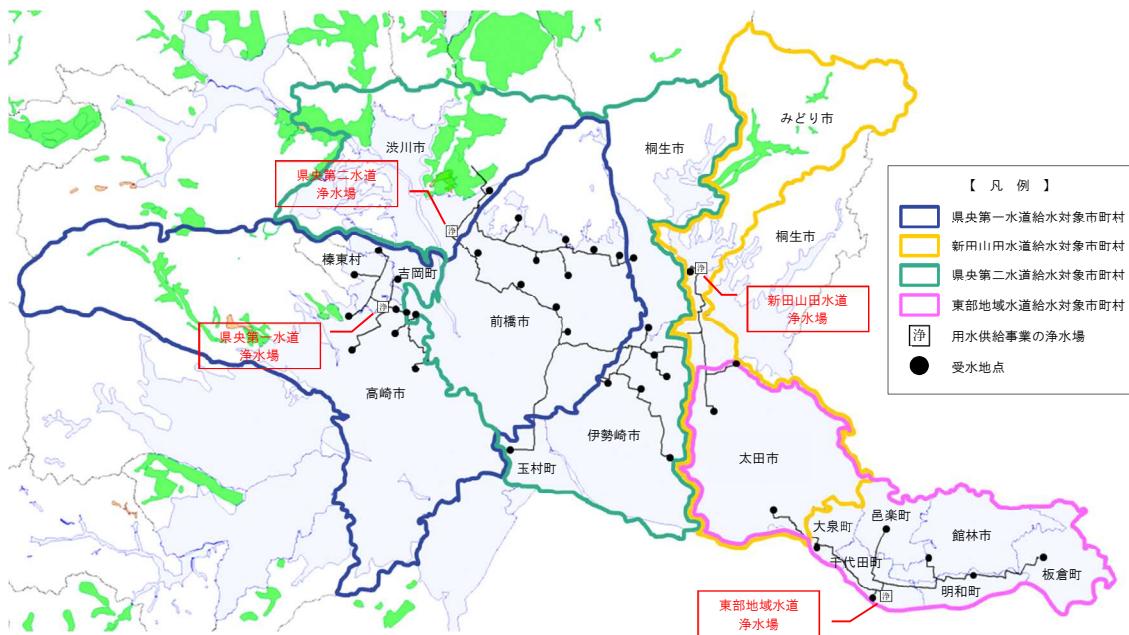 みどり市
桐生市
渋川市
県央第二水道
浄水場
浄
桐生市
榛東村
吉岡町
浄
新田山田水道
浄水場
浄
前橋市
県央第一水道
浄水場
高崎市
伊勢崎市
玉村町
太田市
大泉町
邑楽町
館林市
千代田町
板倉町
明和町
浄
東部地域水道
浄水場
【 凡 例 】
県央第一水道給水対象市町村
新田山田水道給水対象市町村
県央第二水道給水対象市町村
東部地域水道給水対象市町村
浄 用水供給事業の浄水場
受水地点